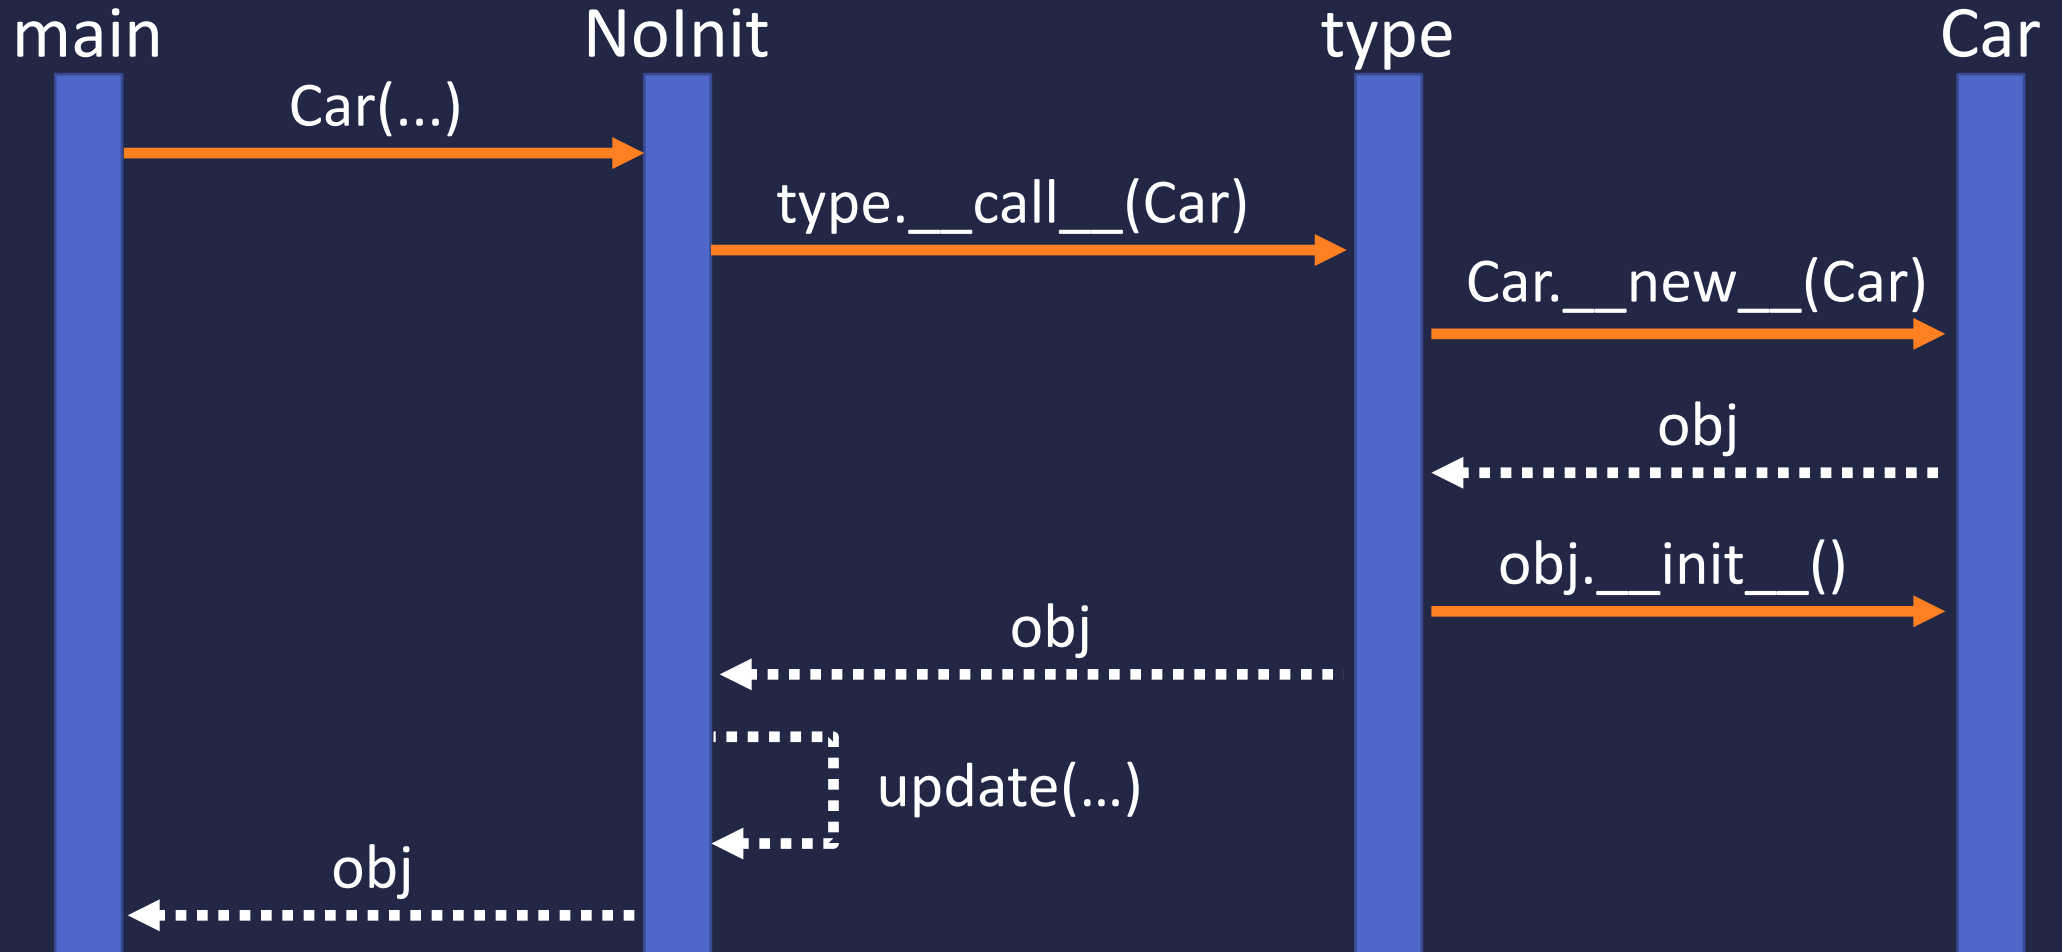 main
NoInit
type
Car
Car(...)
type.__call__(Car)
Car.__new__(Car)
obj
obj.__init__()
obj
update(...)
obj